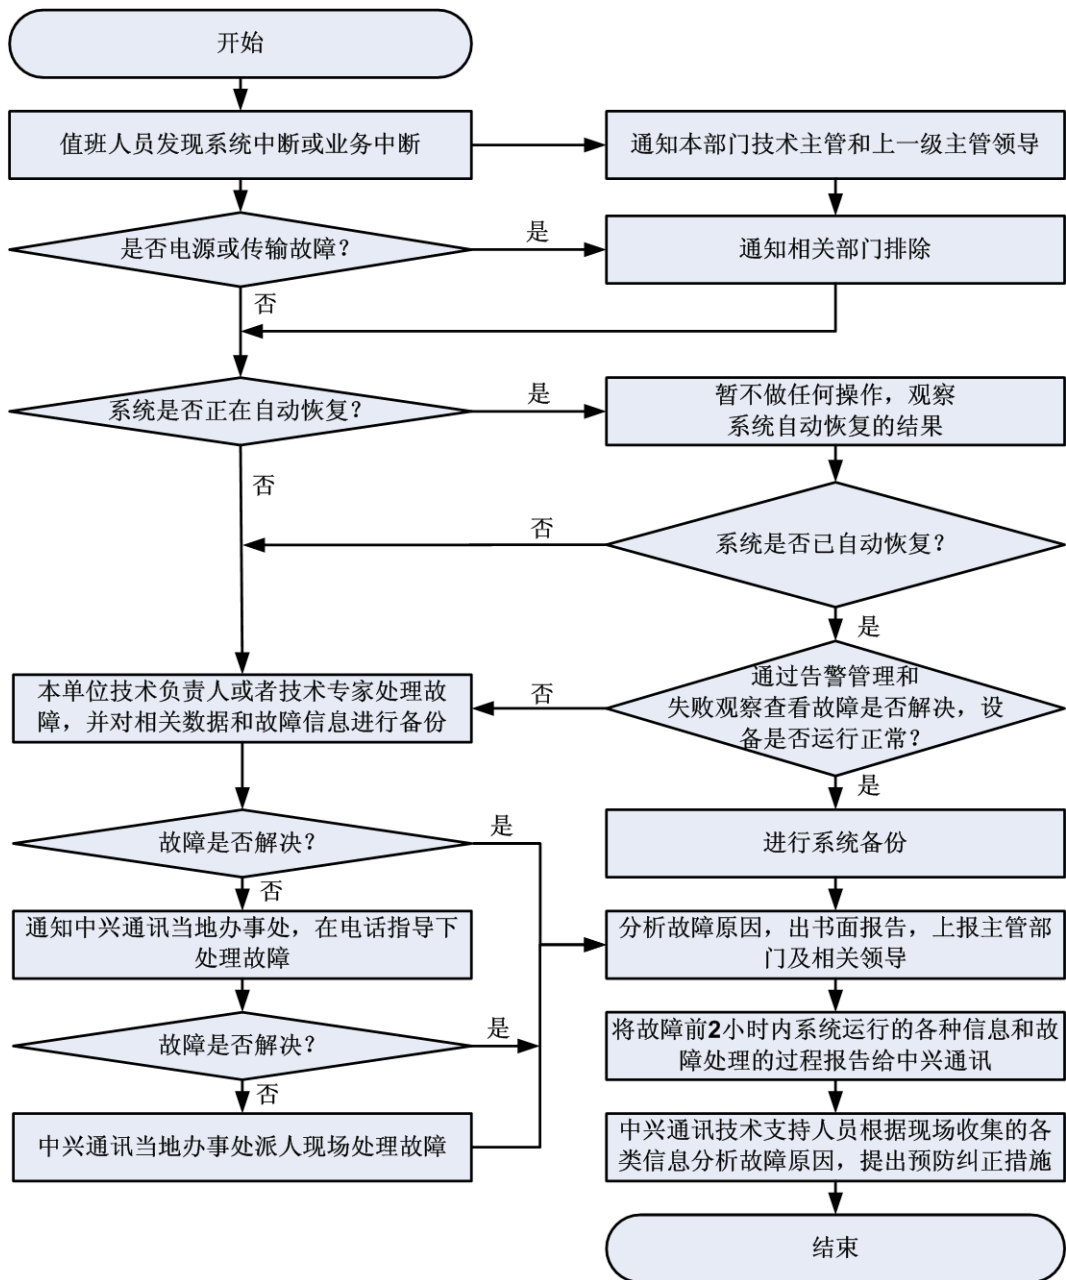 开始
值班人员发现系统中断或业务中断
通知本部门技术主管和上一级主管领导
是否电源或传输故障？
是
通知相关部门排除
否
系统是否正在自动恢复？
是
暂不做任何操作，观察
系统自动恢复的结果
否
否
系统是否已自动恢复？
是
本单位技术负责人或者技术专家处理故
障，并对相关数据和故障信息进行备份
否
通过告警管理和
失败观察查看故障是否解决，设
备是否运行正常？
是
故障是否解决？
是
进行系统备份
否
通知中兴通讯当地办事处，在电话指导下
处理故障
分析故障原因，出书面报告，上报主管部
门及相关领导
故障是否解决？
是
将故障前2小时内系统运行的各种信息和故
障处理的过程报告给中兴通讯
否
中兴通讯当地办事处派人现场处理故障
中兴通讯技术支持人员根据现场收集的各
类信息分析故障原因，提出预防纠正措施
结束